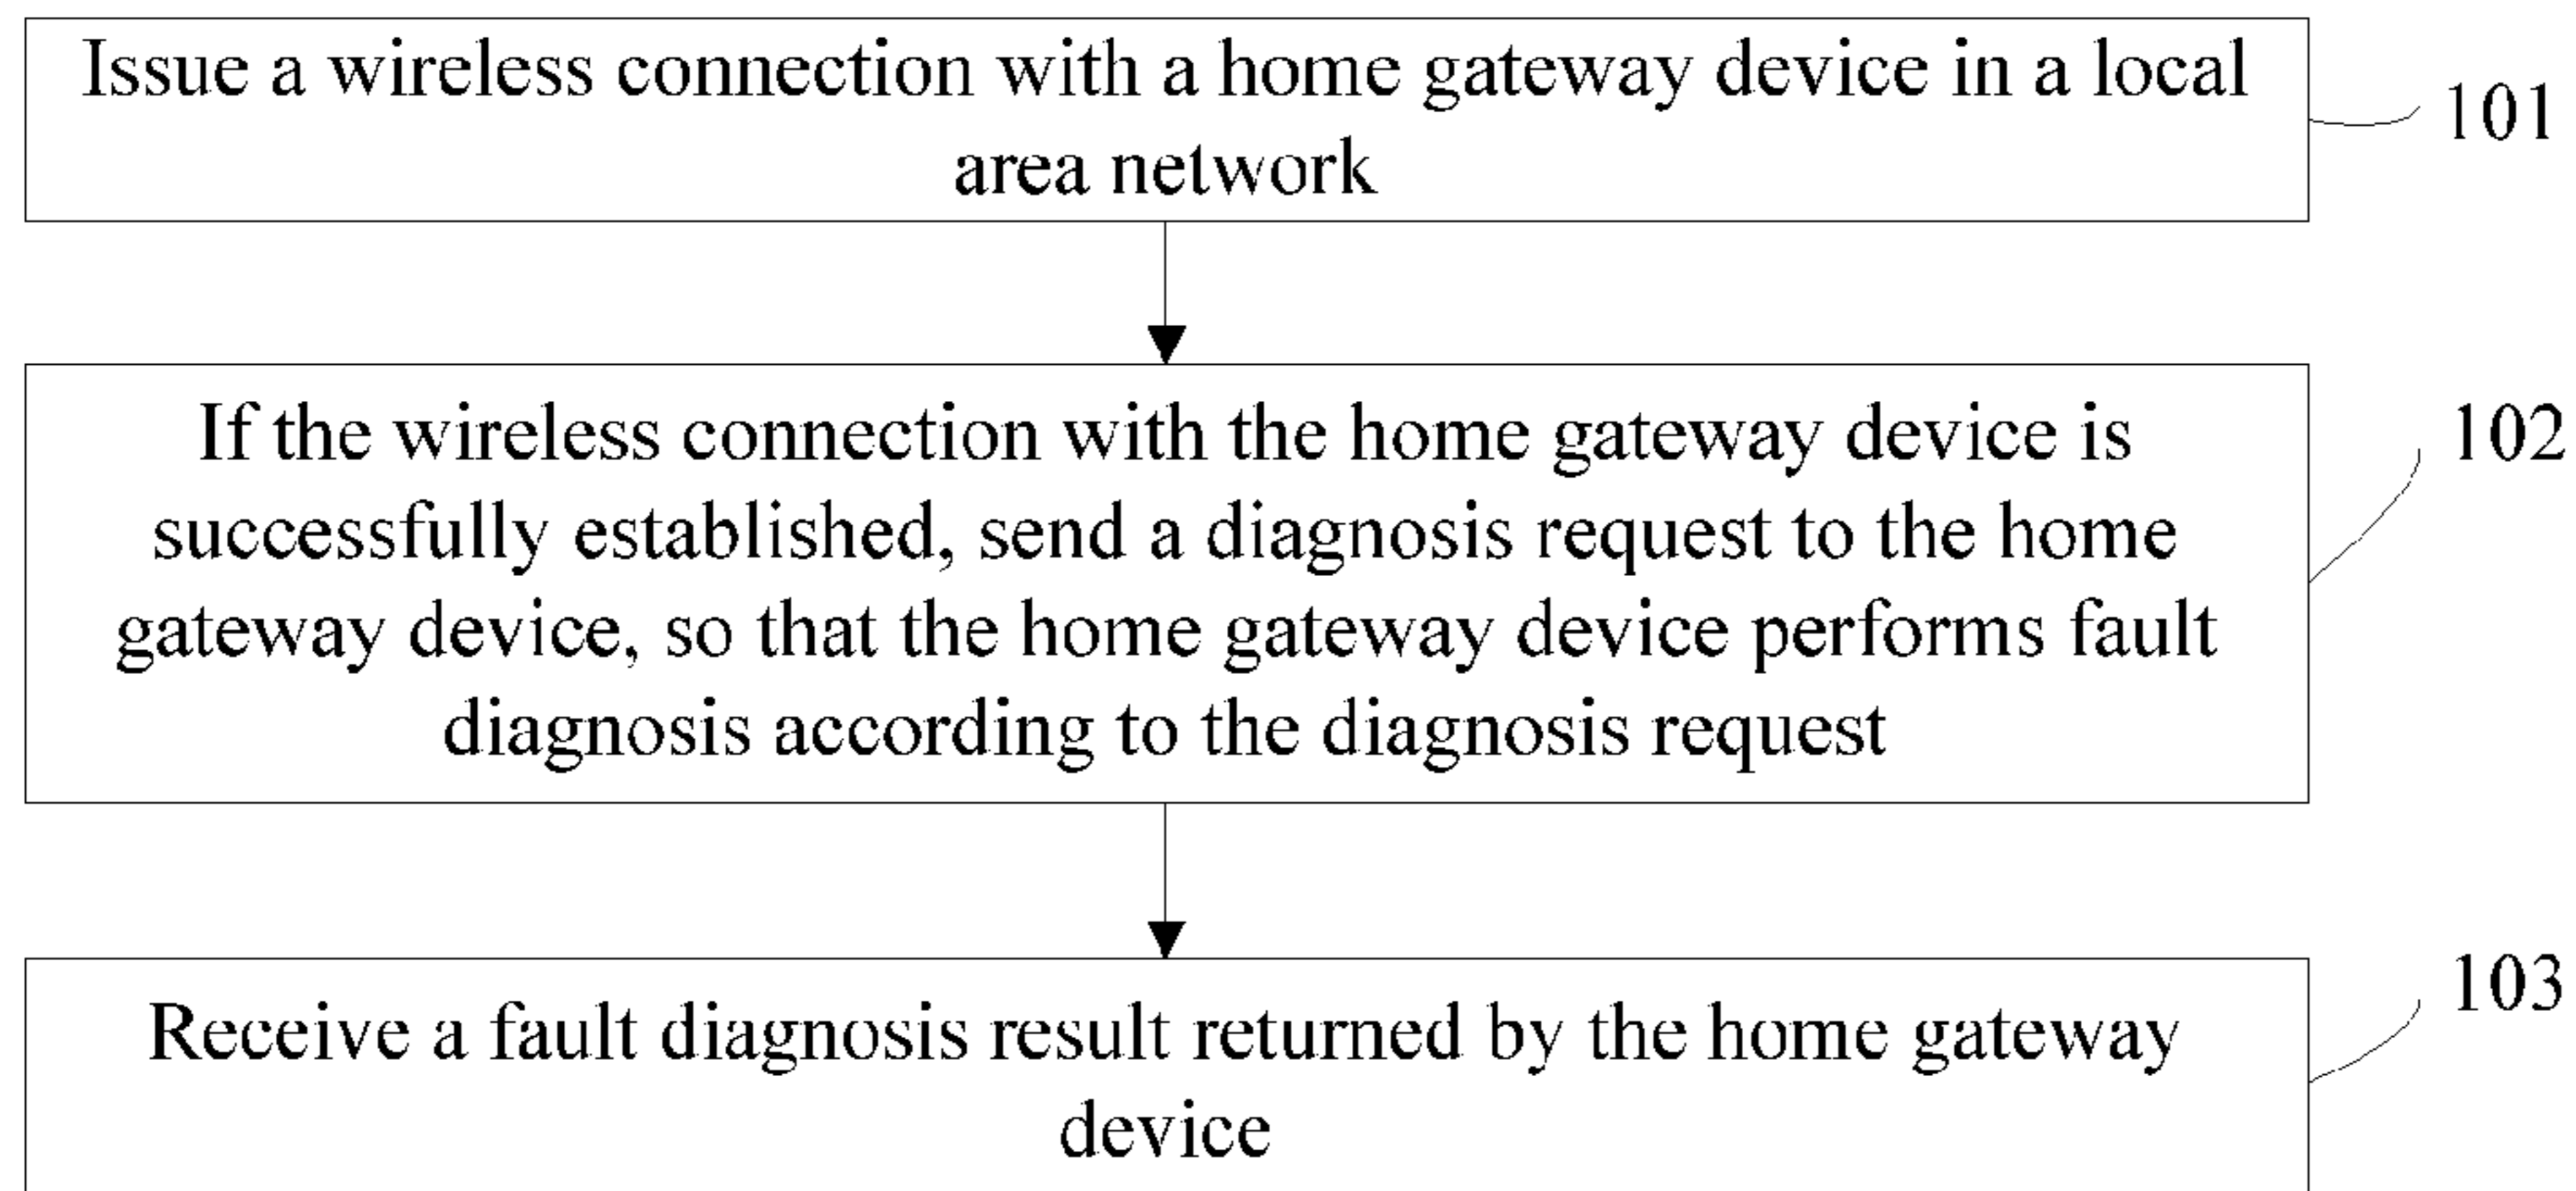 Issue a wireless connection with a home gateway device in a local
area network
101
If the wireless connection with the home gateway device is
successfully established, send a diagnosis request to the home
gateway device, so that the home gateway device performs fault
diagnosis according to the diagnosis request
102
Receive a fault diagnosis result returned by the home gateway
device
103